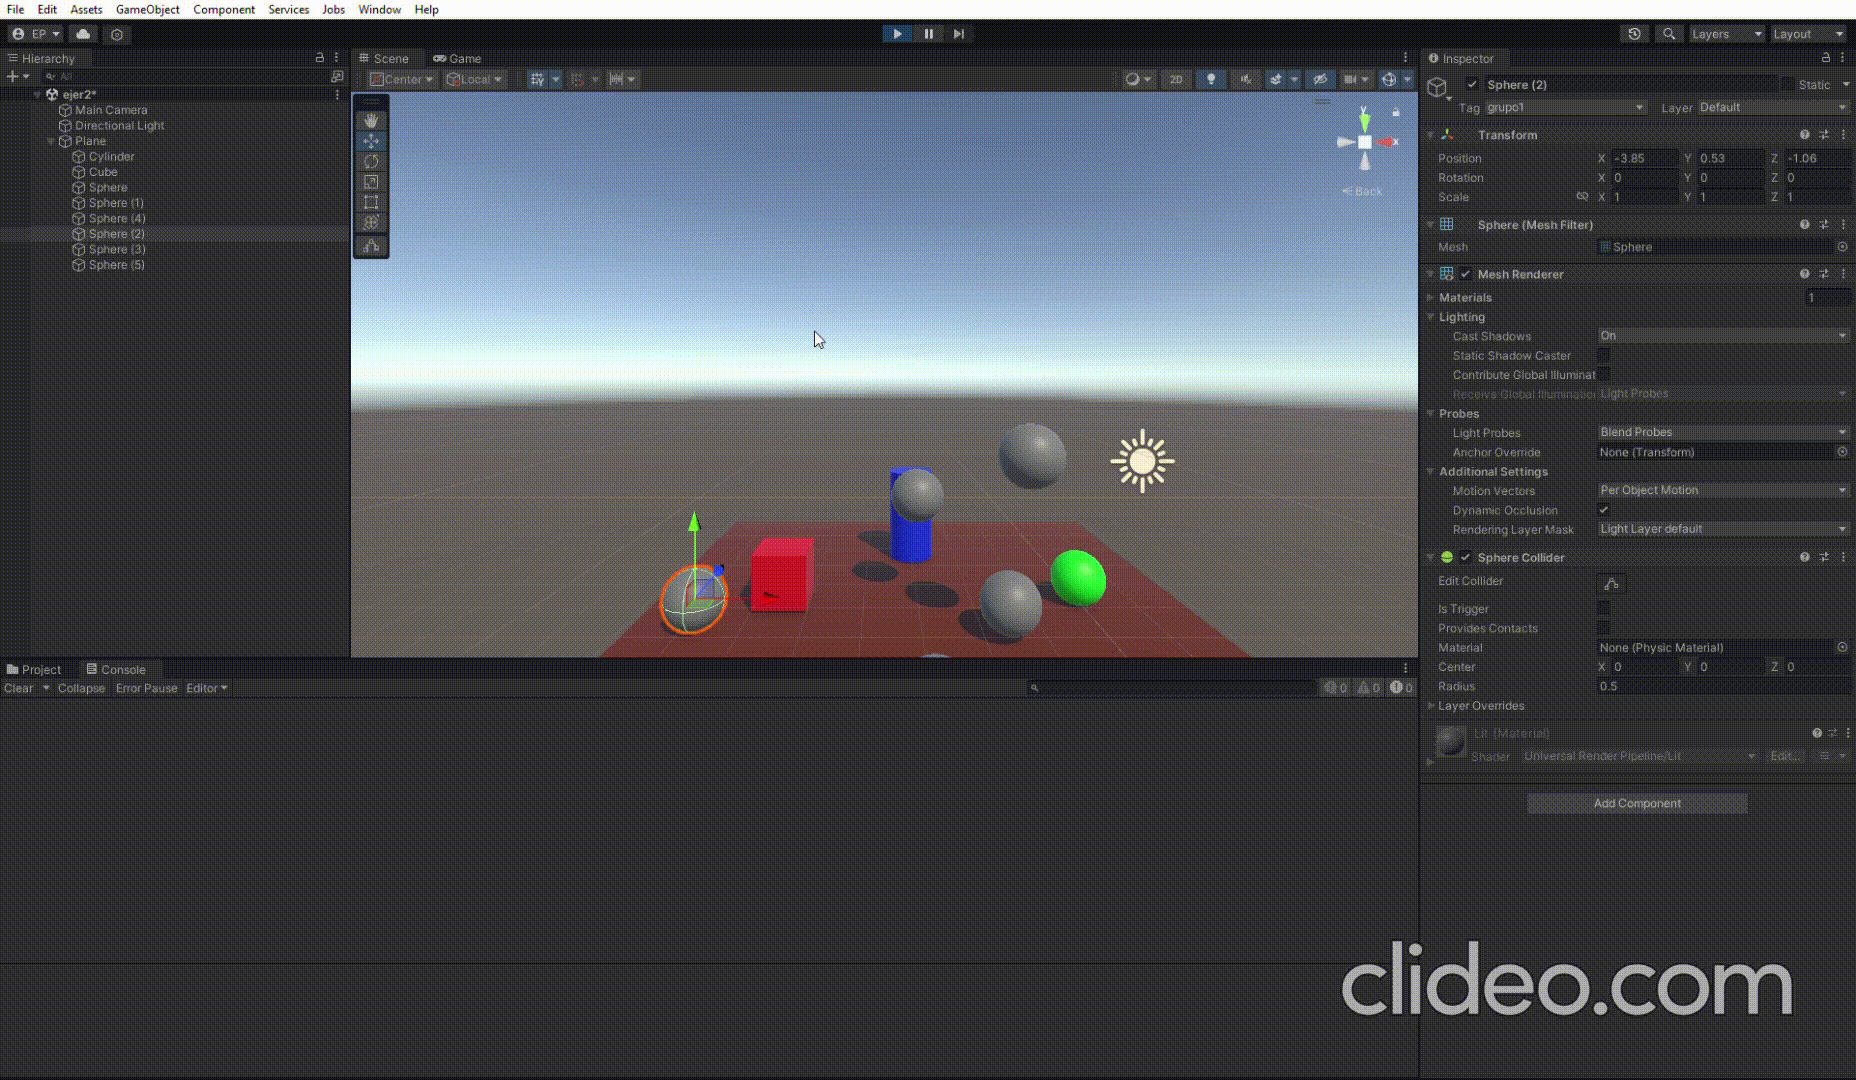 File Edit Assets GameObject Component Services Jobs Window Help
EP Layers Layout
Hierarchy
All
ejer2*
Main Camera
Directional Light
Plane
Cylinder
Cube
Sphere
Sphere (1)
Sphere (4)
Sphere (2)
Sphere (3)
Sphere (5)
Scene Game
Center Local 2D
y
x
Back
Project Console
Clear Collapse Error Pause Editor
0 0 0
Inspector
Sphere (2) Static
Tag grupo1 Layer Default
Transform
Position X -3.85 Y 0.53 Z -1.06
Rotation X 0 Y 0 Z 0
Scale X 1 Y 1 Z 1
Sphere (Mesh Filter)
Mesh Sphere
Mesh Renderer
Materials 1
Lighting
Cast Shadows On
Static Shadow Caster
Contribute Global Illuminat
Receive Global Illumination Light Probes
Probes
Light Probes Blend Probes
Anchor Override None (Transform)
Additional Settings
Motion Vectors Per Object Motion
Dynamic Occlusion
Rendering Layer Mask Light Layer default
Sphere Collider
Edit Collider
Is Trigger
Provides Contacts
Material None (Physic Material)
Center X 0 Y 0 Z 0
Radius 0.5
Layer Overrides
Lit (Material)
Shader Universal Render Pipeline/Lit Edit...
Add Component
clideo.com